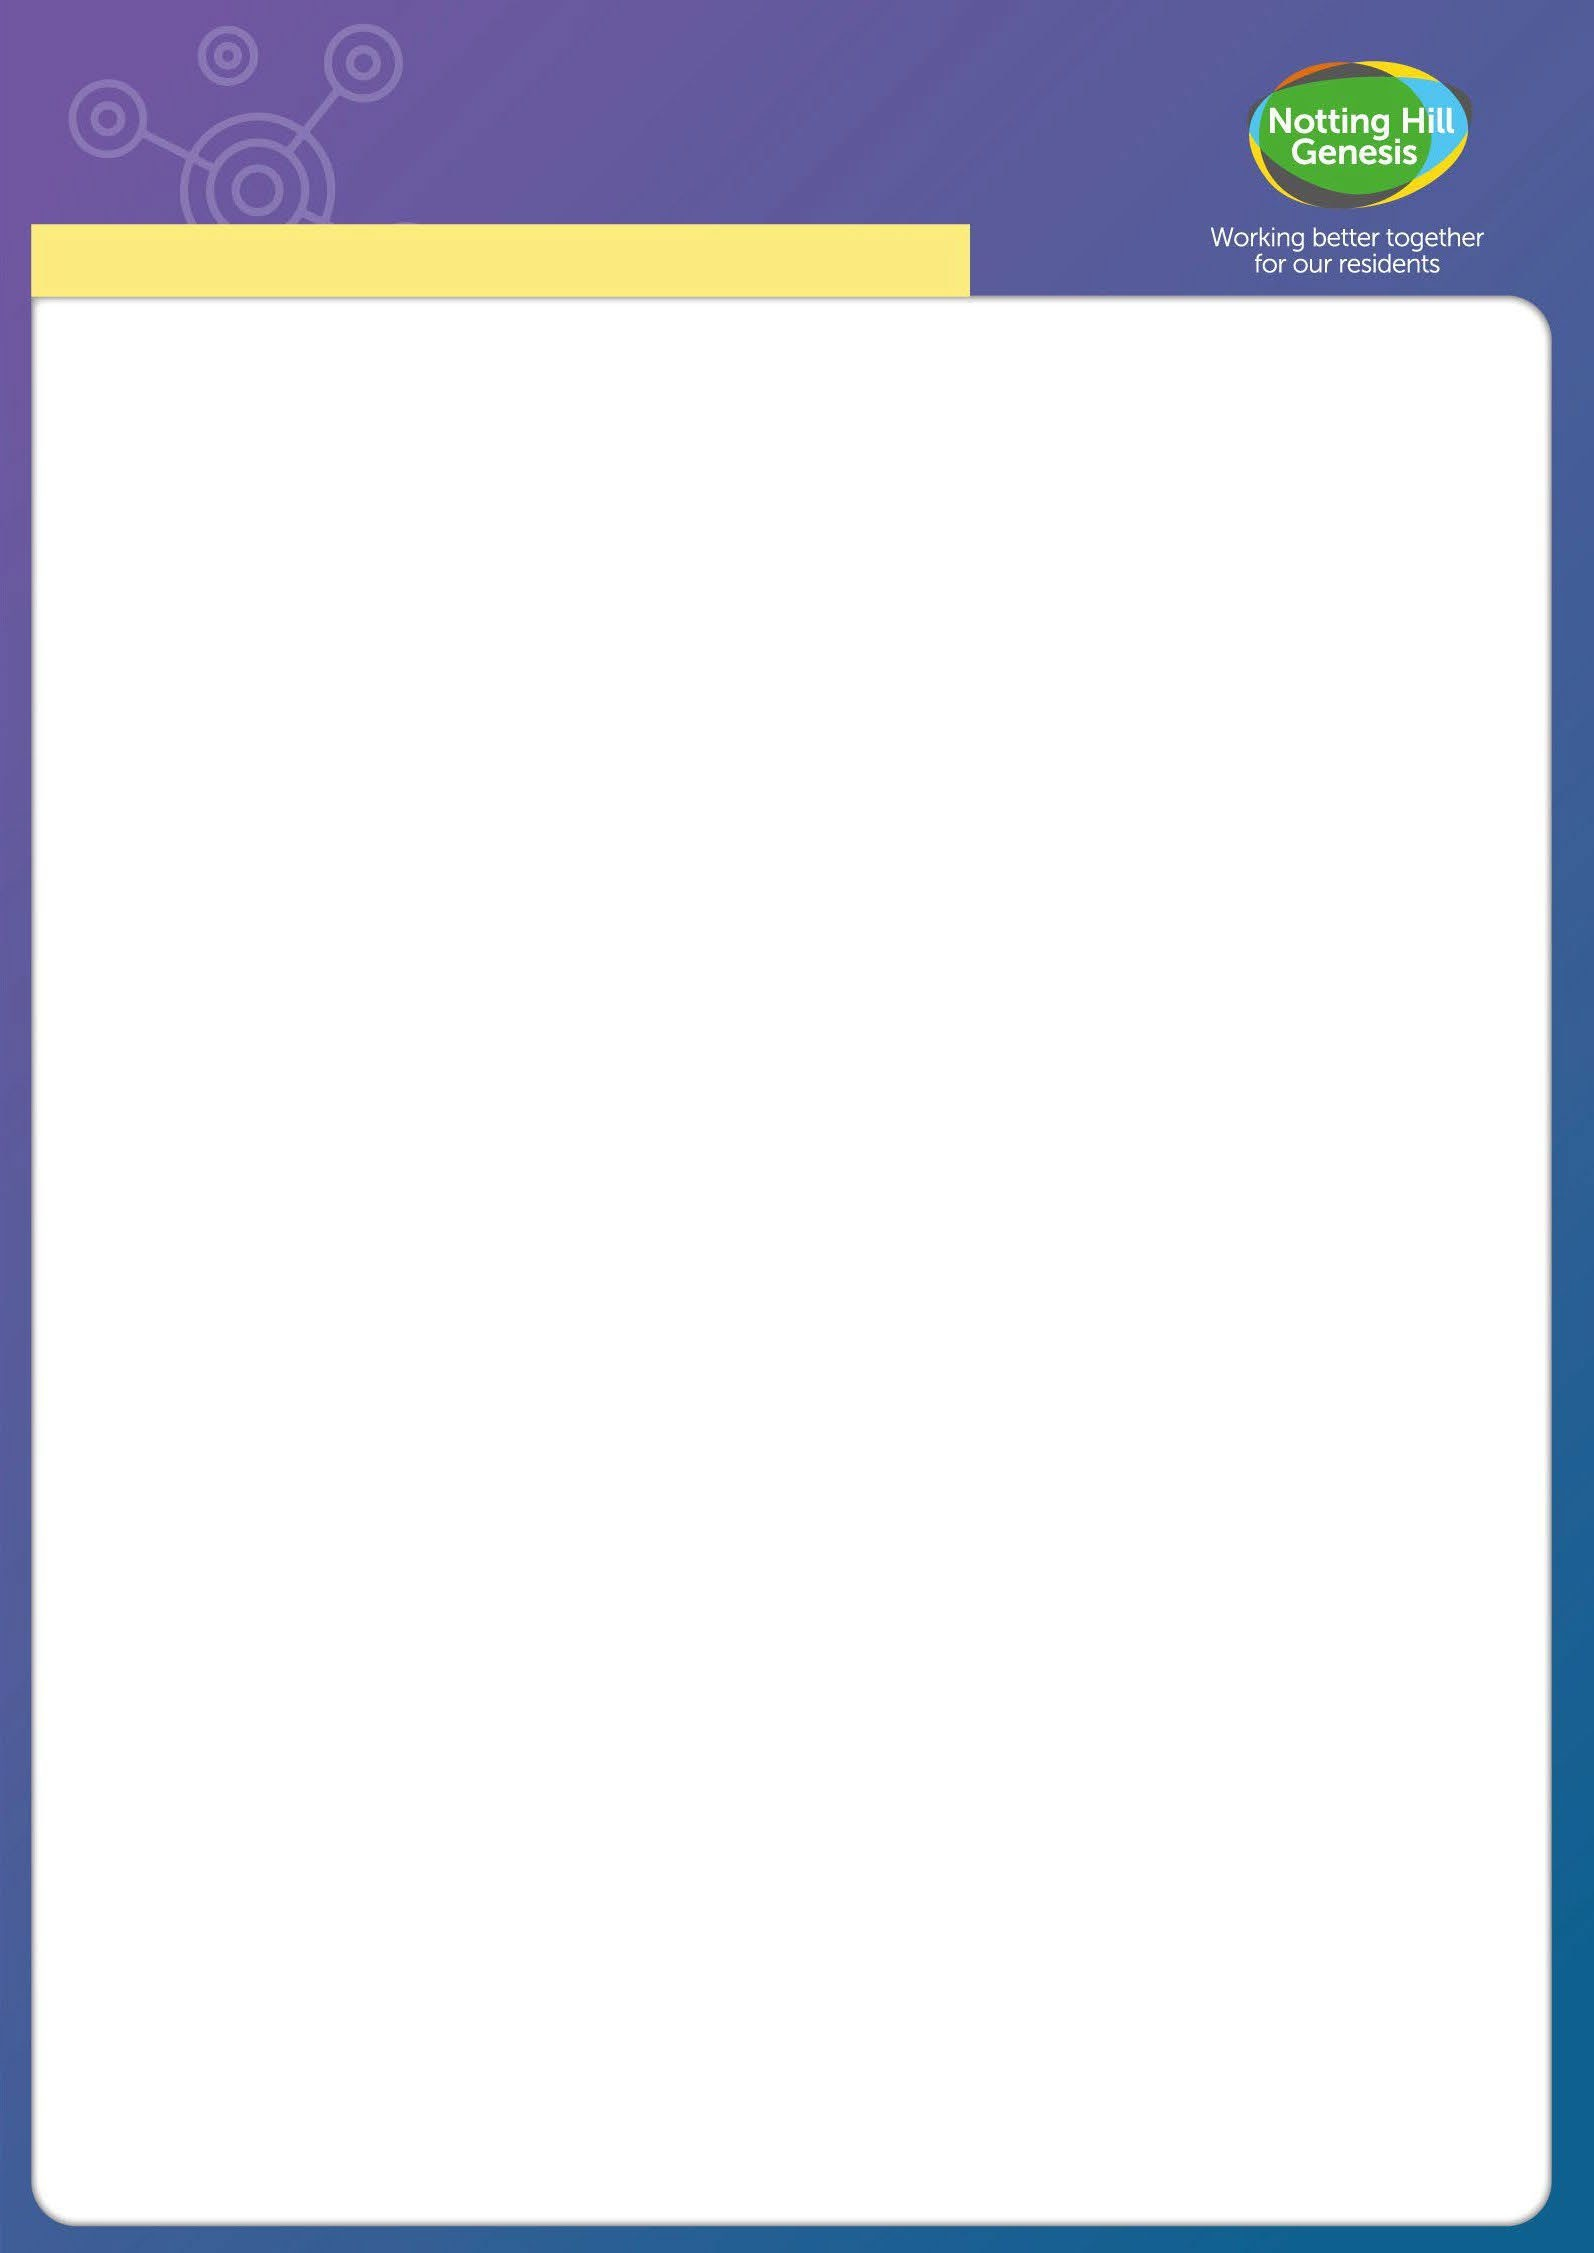 Notting Hill
Genesis
Working better together
for our residents